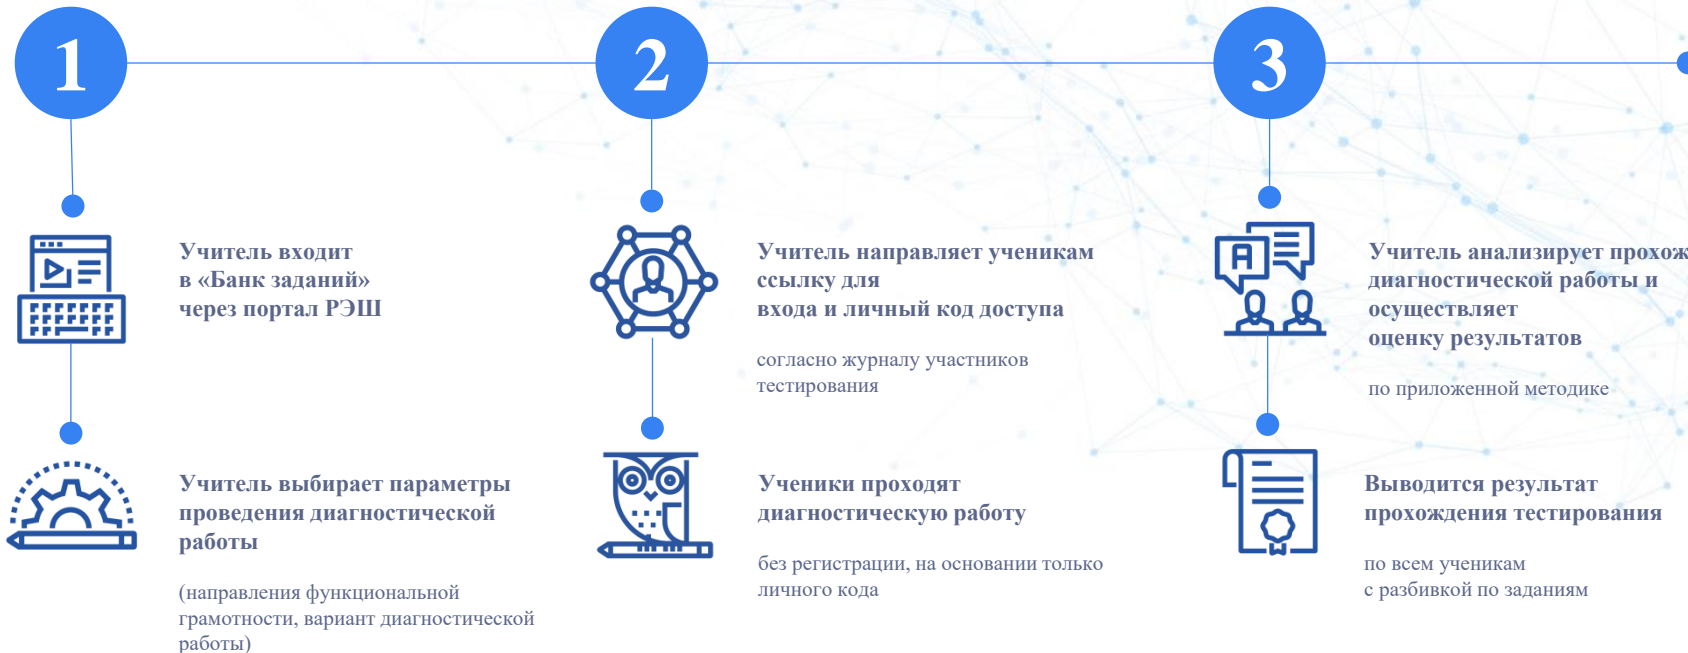 1
Учитель входит
в «Банк заданий»
через портал РЭШ
Учитель выбирает параметры
проведения диагностической
работы
(направления функциональной
грамотности, вариант диагностической
работы)
2
Учитель направляет ученикам
ссылку для
входа и личный код доступа
согласно журналу участников
тестирования
Ученики проходят
диагностическую работу
без регистрации, на основании только
личного кода
3
Учитель анализирует прохож
диагностической работы и
осуществляет
оценку результатов
по приложенной методике
Выводится результат
прохождения тестирования
по всем ученикам
с разбивкой по заданиям